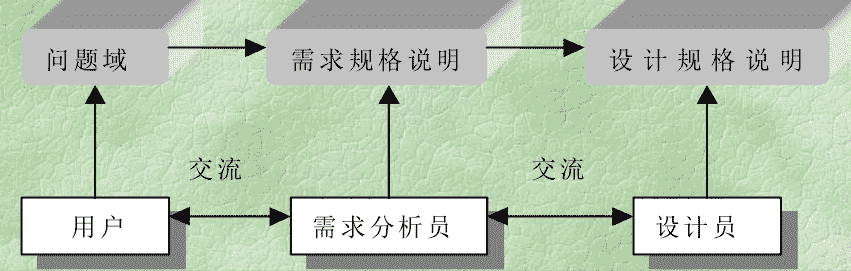 问题域
需求规格说明
设计规格说明
交流
交流
用户
需求分析员
设计员